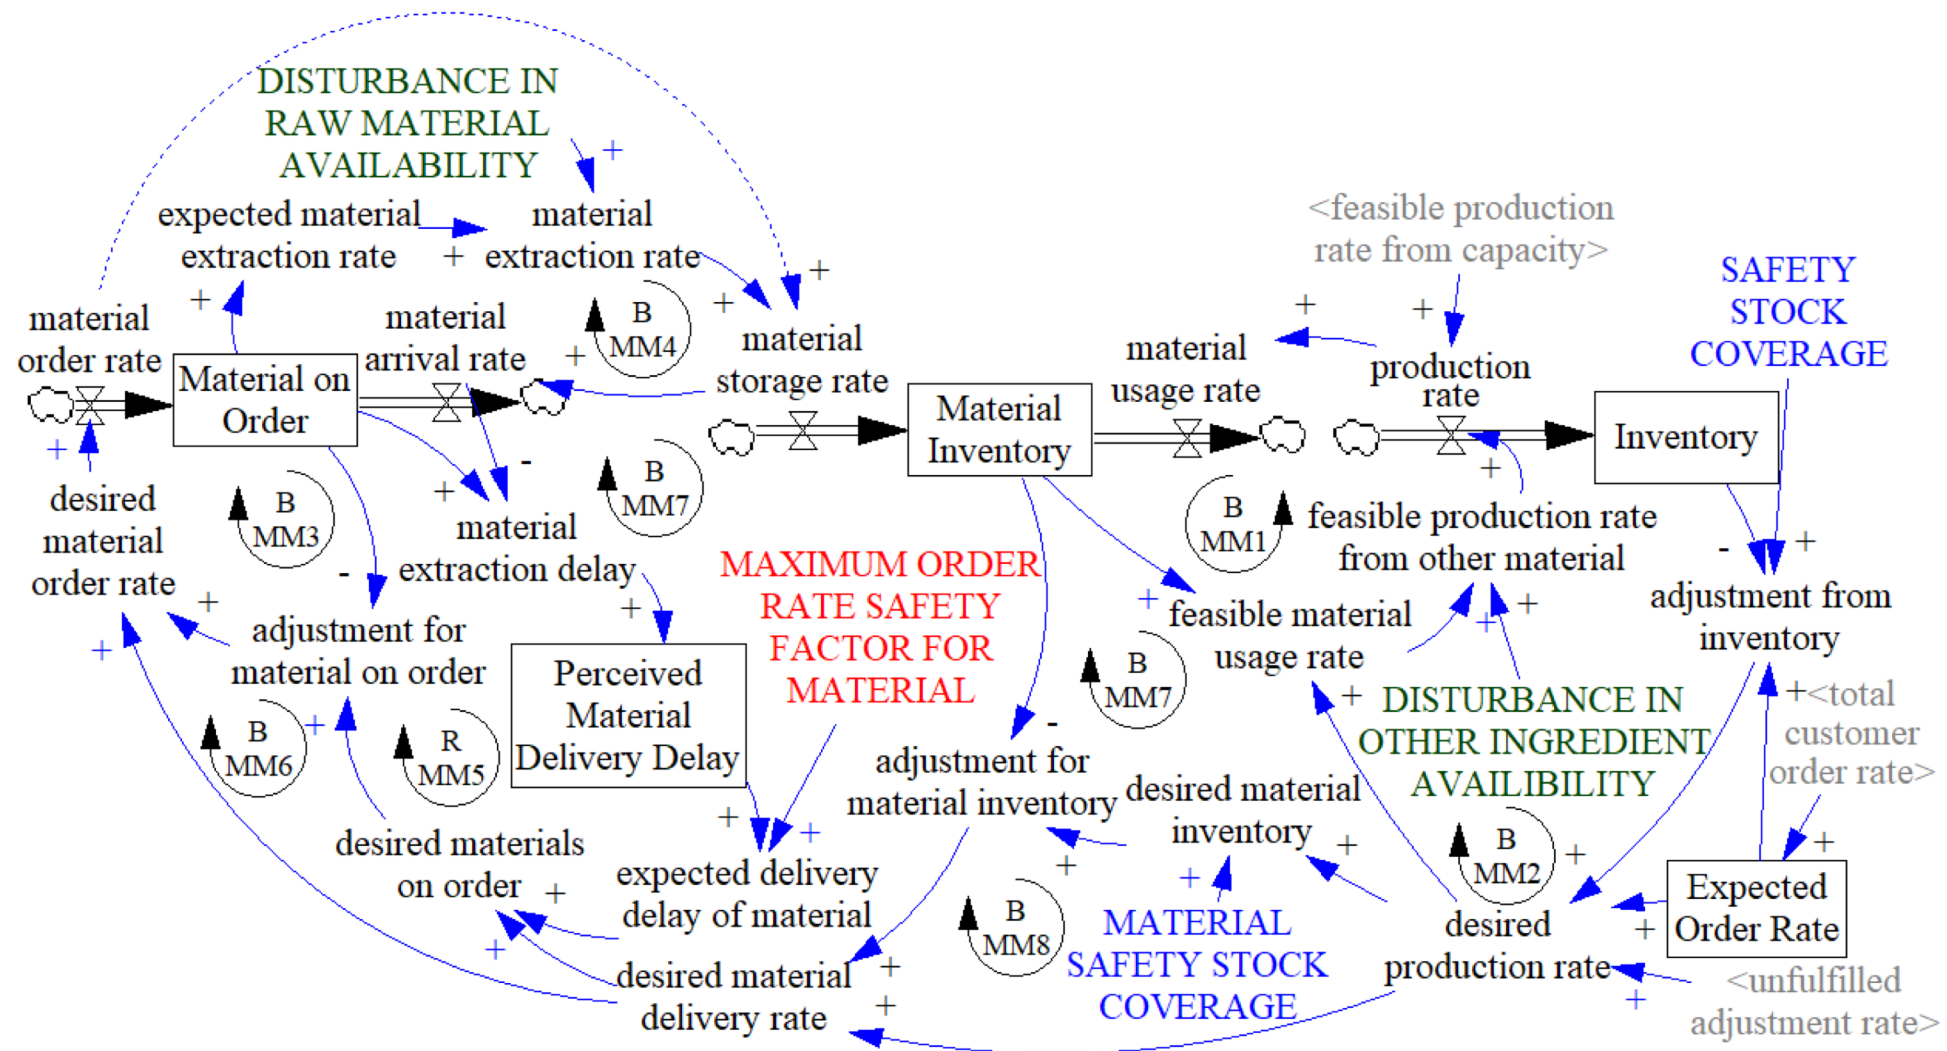 DISTURBANCE IN
RAW MATERIAL
AVAILABILITY
+
expected material
extraction rate
+
material
extraction rate
+
+
+
<feasible production
rate from capacity>
SAFETY
STOCK
COVERAGE
material
order rate
material
arrival rate
+
B
MM4
material
storage rate
material
usage rate
+
+
production
rate
Material on
Order
Material
Inventory
Inventory
+
desired
material
order rate
B
MM3
+
-
material
extraction delay
B
MM7
B
MM1
+
feasible production rate
from other material
-
+
adjustment from
inventory
MAXIMUM ORDER
RATE SAFETY
FACTOR FOR
MATERIAL
+
feasible material
usage rate
+
+
-
+
+
adjustment for
material on order
+
Perceived
Material
Delivery Delay
B
MM7
+
DISTURBANCE IN
OTHER INGREDIENT
AVAILIBILITY
+
<total
customer
order rate>
B
MM6
+
R
MM5
-
adjustment for
material inventory
desired material
inventory
+
+
+
desired materials
on order
+
+
expected delivery
delay of material
+
B
MM8
+
MATERIAL
SAFETY STOCK
COVERAGE
B
MM2
+
+
Expected
Order Rate
desired
production rate
+
+
desired material
delivery rate
+
+
+
<unfulfilled
adjustment rate>